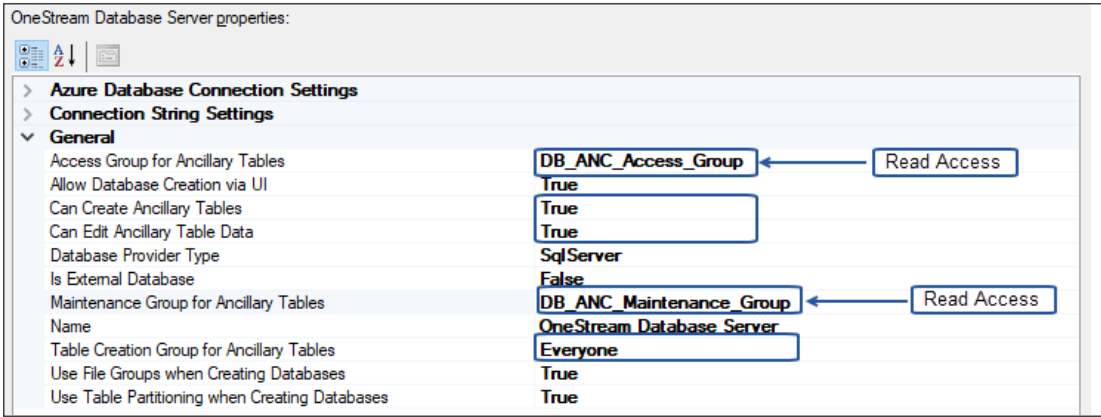 OneStream Database Server properties:
Azure Database Connection Settings
Connection String Settings
General
Access Group for Ancillary Tables DB_ANC_Access_Group Read Access
Allow Database Creation via UI True
Can Create Ancillary Tables True
Can Edit Ancillary Table Data True
Database Provider Type SqlServer
Is External Database False
Maintenance Group for Ancillary Tables DB_ANC_Maintenance_Group Read Access
Name OneStream Database Server
Table Creation Group for Ancillary Tables Everyone
Use File Groups when Creating Databases True
Use Table Partitioning when Creating Databases True